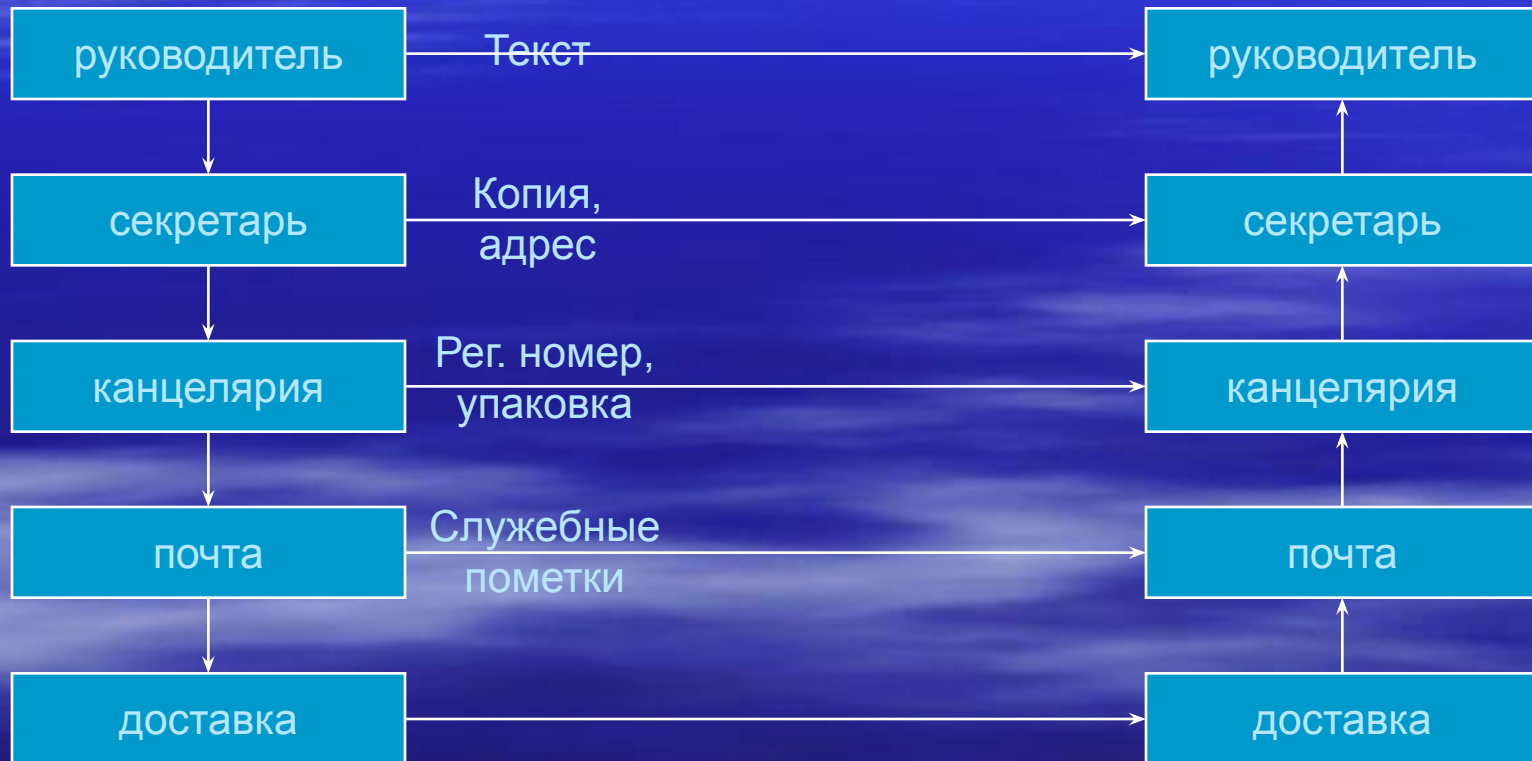 руководитель Текст руководитель
секретарь Копия, секретарь
адрес
канцелярия Рег. номер, канцелярия
упаковка
почта Служебные почта
пометки
доставка доставка